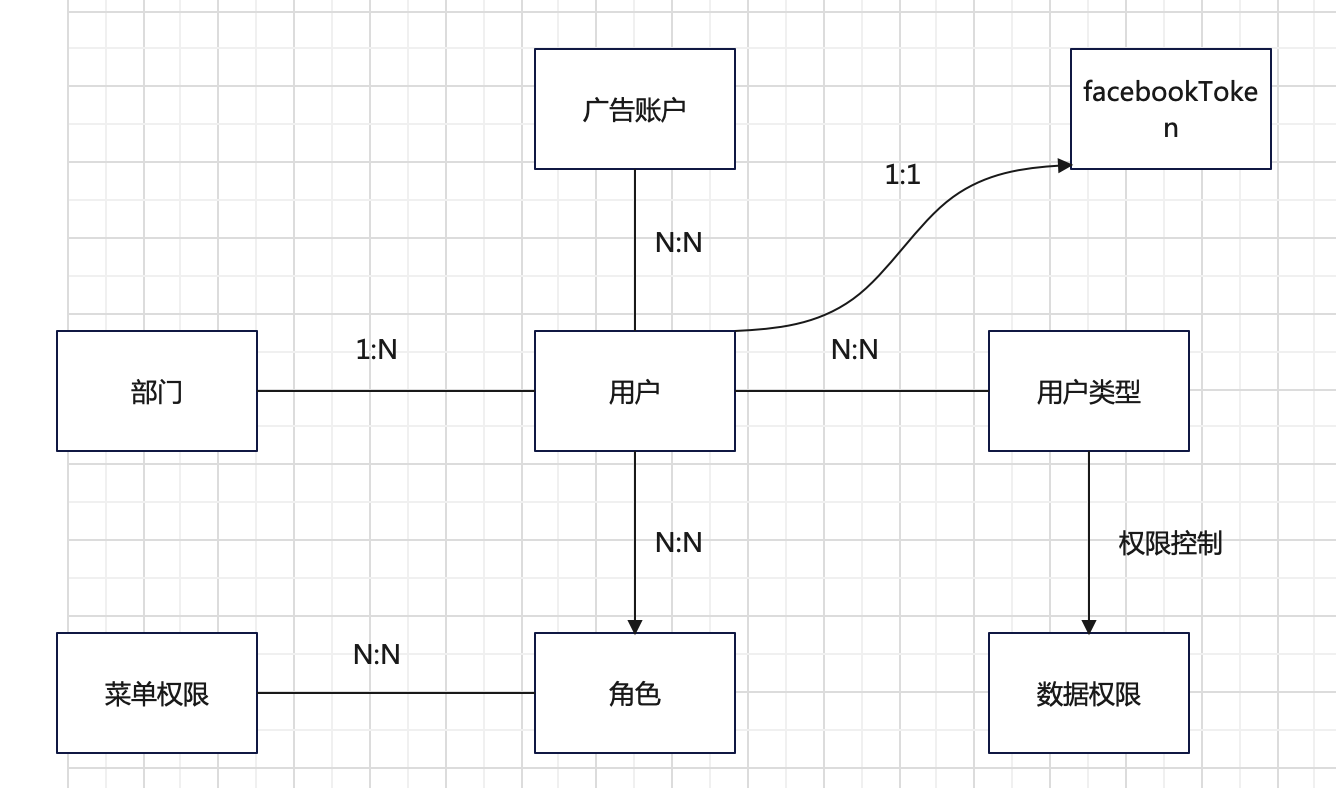 广告账户
facebookToke
n
1:1
N:N
1:N
N:N
部门
用户
用户类型
N:N
权限控制
N:N
菜单权限
角色
数据权限